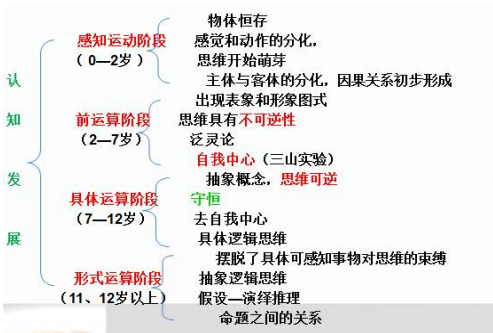 认知发展
感知运动阶段
（0—2岁）
物体恒存
感觉和动作的分化，
思维开始萌芽
主体与客体的分化，因果关系初步形成
前运算阶段
（2—7岁）
出现表象和形象图式
思维具有不可逆性
泛灵论
自我中心（三山实验）
具体运算阶段
（7—12岁）
抽象概念，思维可逆
守恒
去自我中心
具体逻辑思维
形式运算阶段
（11、12岁以上）
摆脱了具体可感知事物对思维的束缚
抽象逻辑思维
假设—演绎推理
命题之间的关系